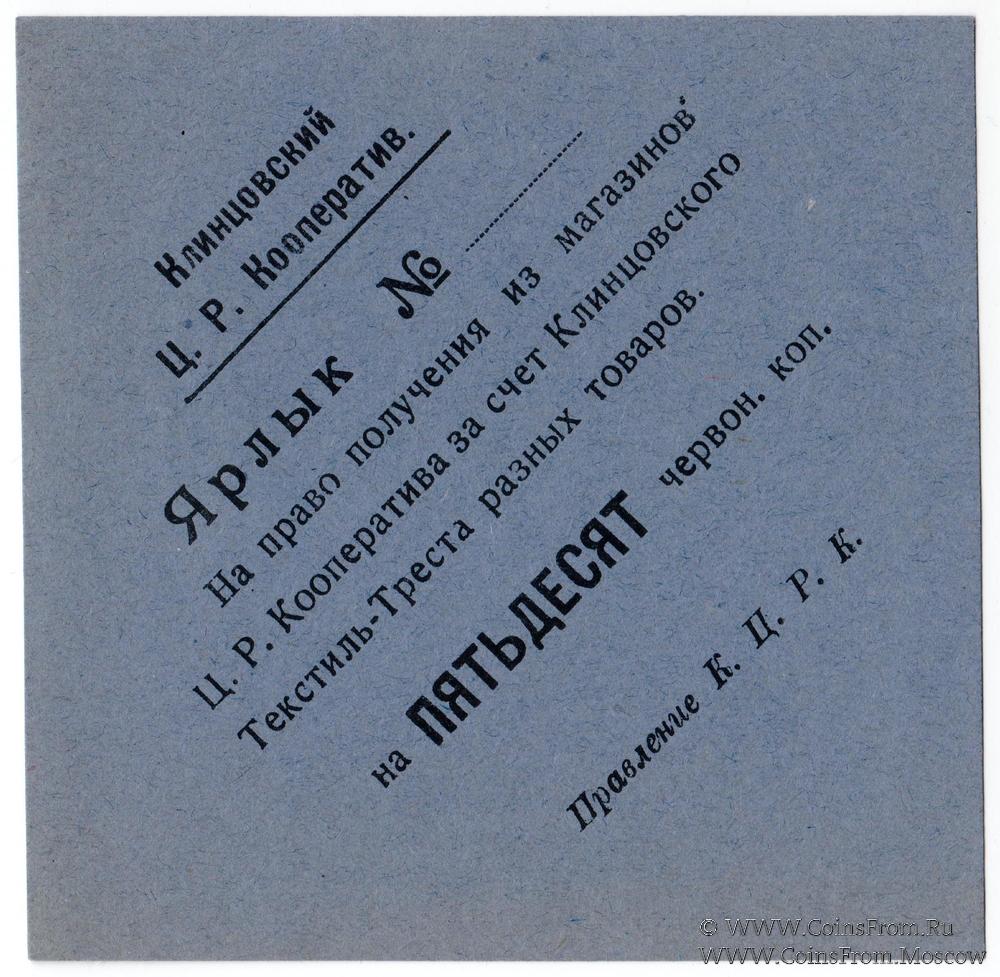 Клинцовский
Ц. Р. Кооператив.
Ярлык №
На право получения из магазинов
Ц. Р. Кооператива за счет Клинцовского
Текстиль-Треста разных товаров.
на ПЯТЬДЕСЯТ червон. коп.
Правление К. Ц. Р. К.
© WWW.CoinsFrom.Ru
WWW.CoinsFrom.Moscow